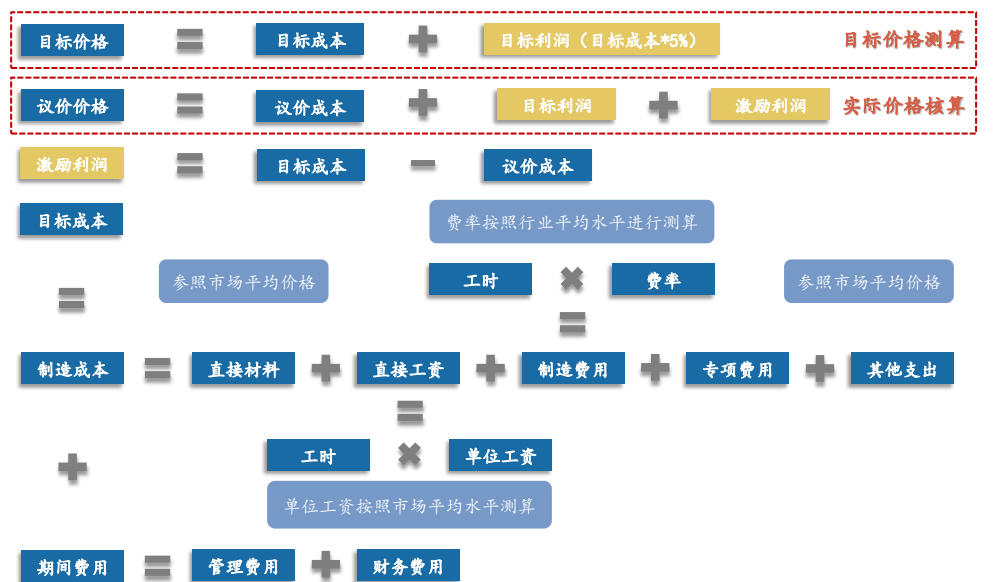 目标价格 = 目标成本 + 目标利润（目标成本*5%） 目标价格测算
议价价格 = 议价成本 + 目标利润 + 激励利润 实际价格核算
激励利润 = 目标成本 - 议价成本
目标成本
费率按照行业平均水平进行测算
参照市场平均价格
工时 × 费率
参照市场平均价格
=
=
制造成本 = 直接材料 + 直接工资 + 制造费用 + 专项费用 + 其他支出
=
+
工时 × 单位工资
单位工资按照市场平均水平测算
期间费用 = 管理费用 + 财务费用